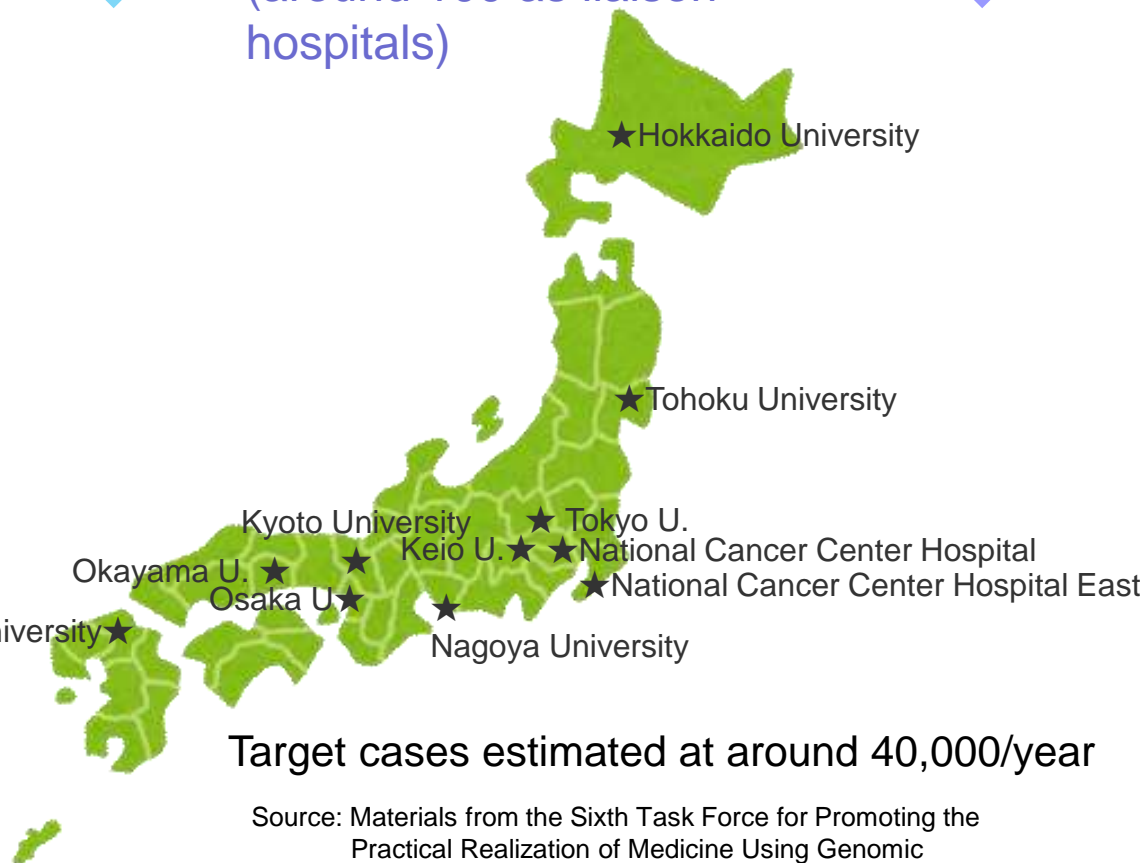 hospitals)
★Hokkaido University
★Tohoku University
Kyoto University
★ Tokyo U.
Keio U.★
★National Cancer Center Hospital
Okayama U. ★
★National Cancer Center Hospital East
Osaka U★
★
Nagoya University
Target cases estimated at around 40,000/year
Source: Materials from the Sixth Task Force for Promoting the
Practical Realization of Medicine Using Genomic